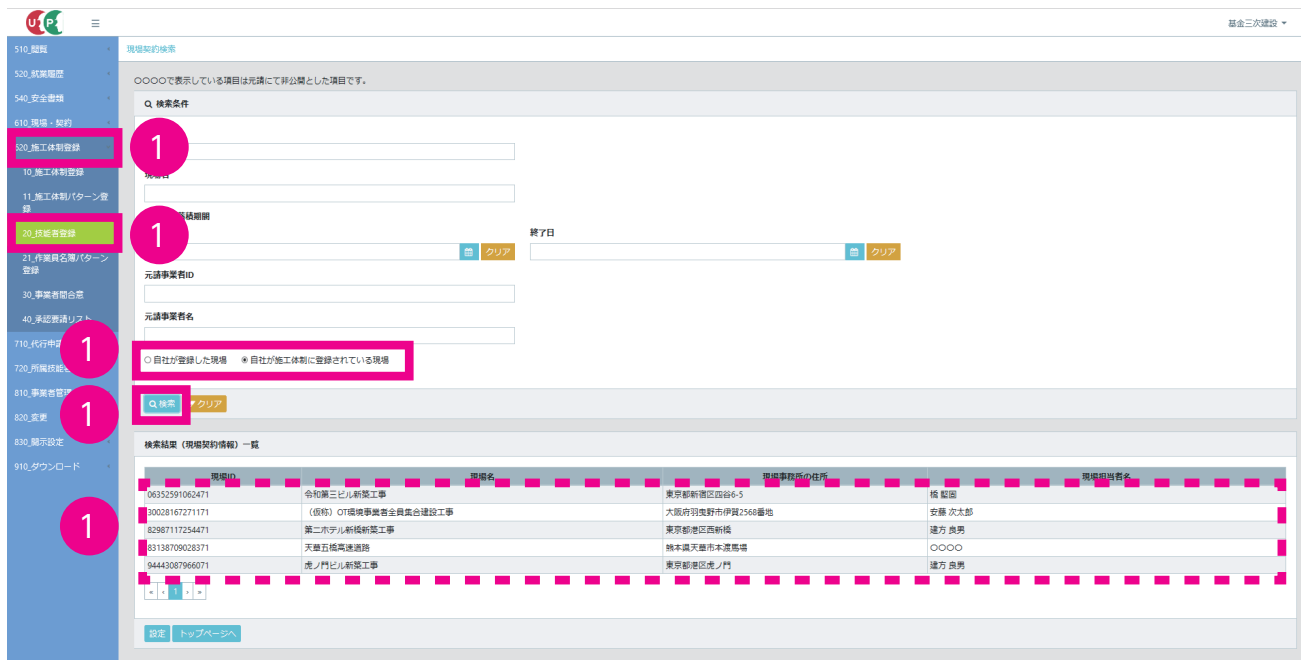 U P
基金三次建設
510_閲覧
520_就業履歴
540_安全書類
610_現場・契約
620_施工体制登録
10_施工体制登録
11_施工体制パターン登
録
20_技能者登録
21_作業員名簿パターン
登録
30_事業者間合意
40_承認要請リスト
710_代行申
720_所属技能
810_事業者管
820_変更
830_開示設定
910_ダウンロード
現場契約検索
〇〇〇〇で表示している項目は元請にて非公開とした項目です。
検索条件
1
現場名
1
蓄積期間
終了日
クリア
クリア
元請事業者ID
元請事業者名
1
自社が登録した現場 自社が施工体制に登録されている現場
1
検索 クリア
検索結果（現場契約情報）一覧
現場ID 現場名 現場事務所の住所 現場担当者名
06352591062471 令和第三ビル新築工事 東京都新宿区四谷6-5 橋 堅固
1
30028167271171 （仮称）OT環境事業者全員集合建設工事 大阪府羽曳野市伊賀2568番地 安藤 次太郎
82987117254471 第二ホテル新橋新築工事 東京都港区西新橋 建方 良男
83138709028371 天草五橋高速道路 熊本県天草市本渡馬場 〇〇〇〇
94443087966071 虎ノ門ビル新築工事 東京都港区虎ノ門 建方 良男
« ‹ 1 › »
設定 トップページへ